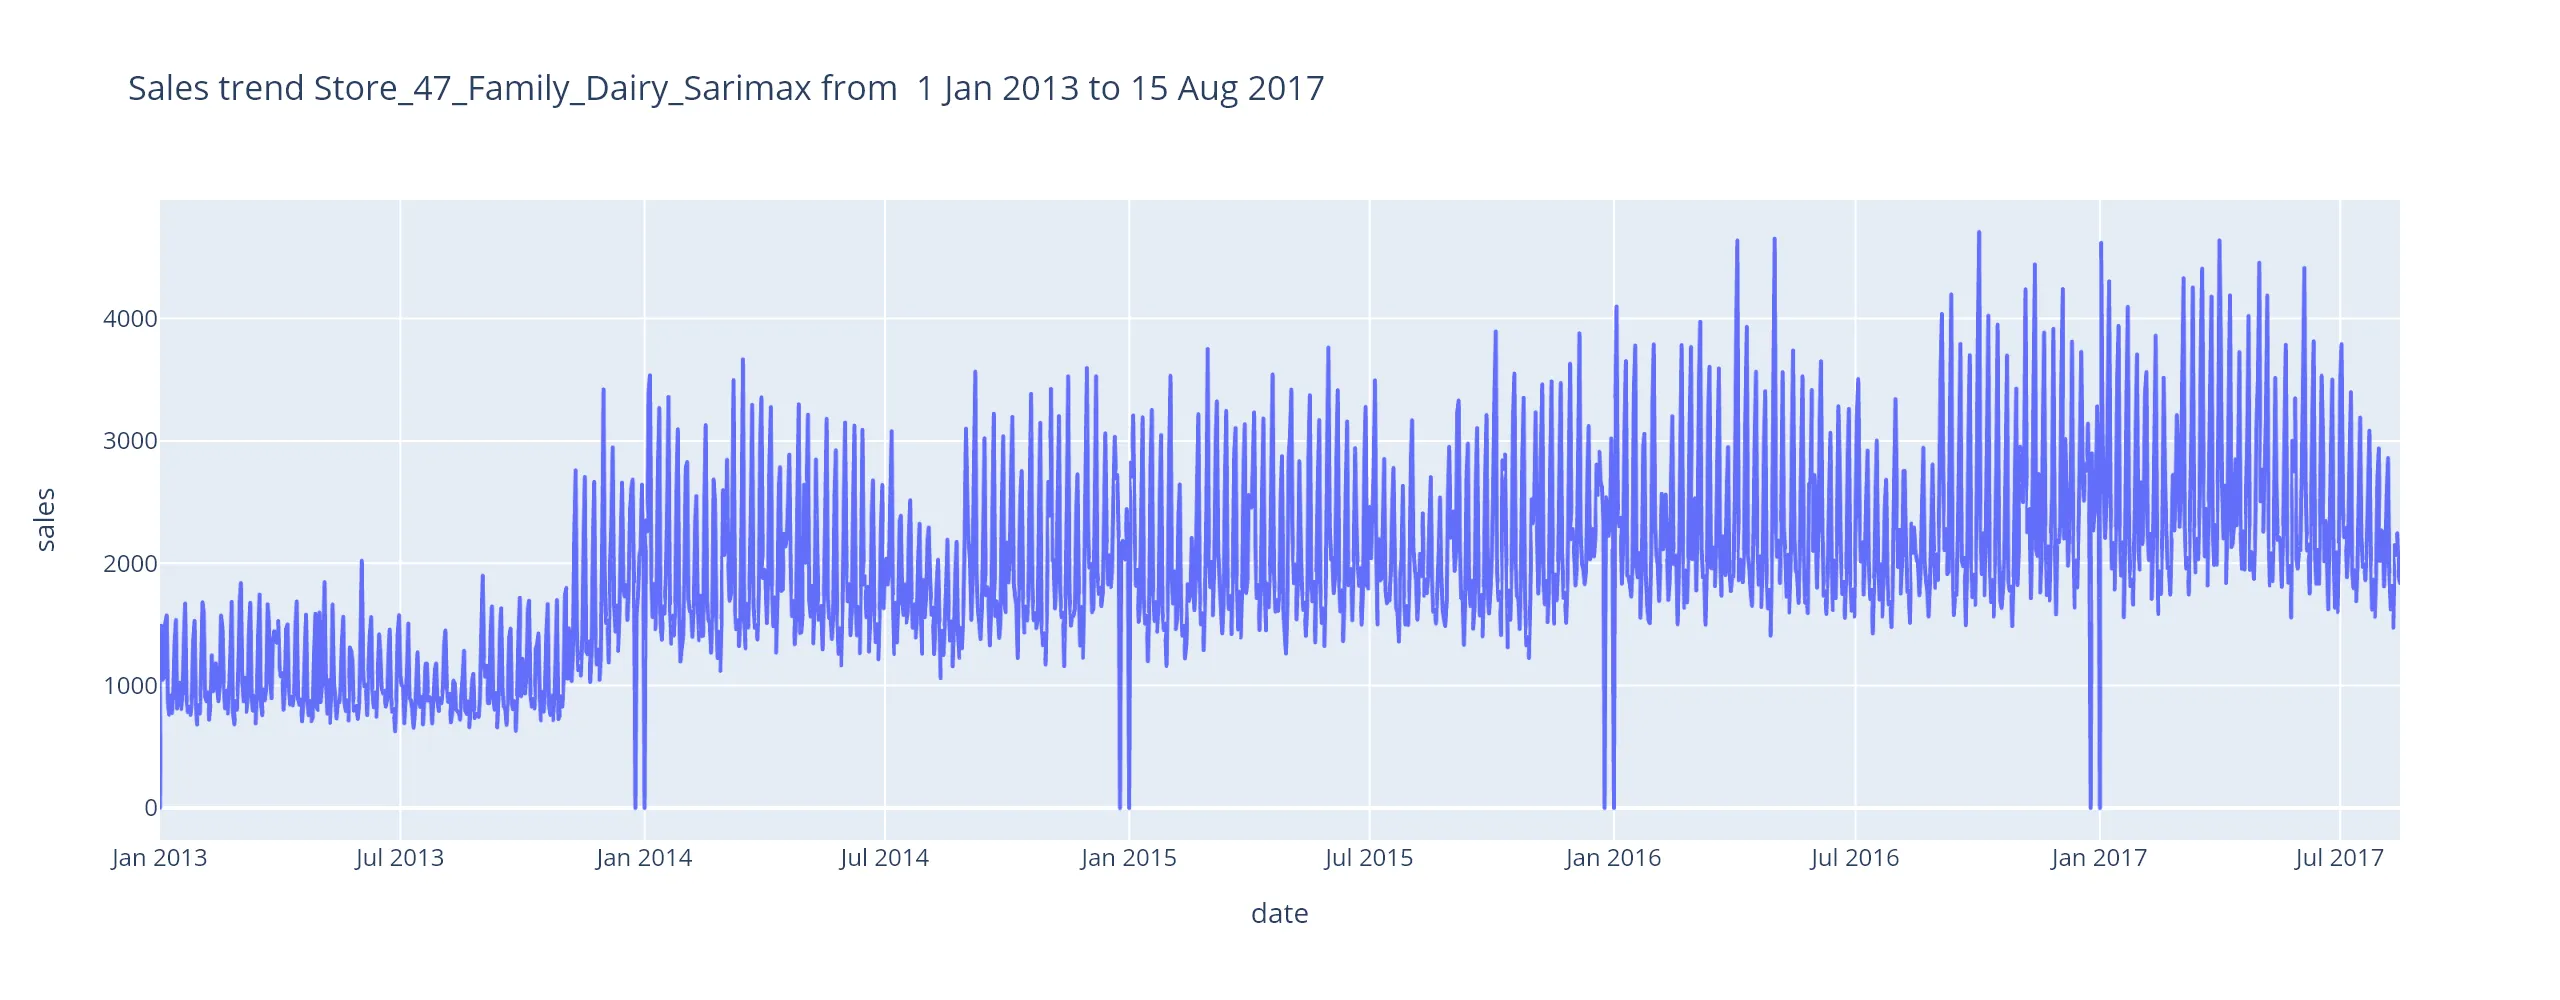 Sales trend Store_47_Family_Dairy_Sarimax from  1 Jan 2013 to 15 Aug 2017
sales
4000
3000
2000
1000
0
Jan 2013 Jul 2013 Jan 2014 Jul 2014 Jan 2015 Jul 2015 Jan 2016 Jul 2016 Jan 2017 Jul 2017
date